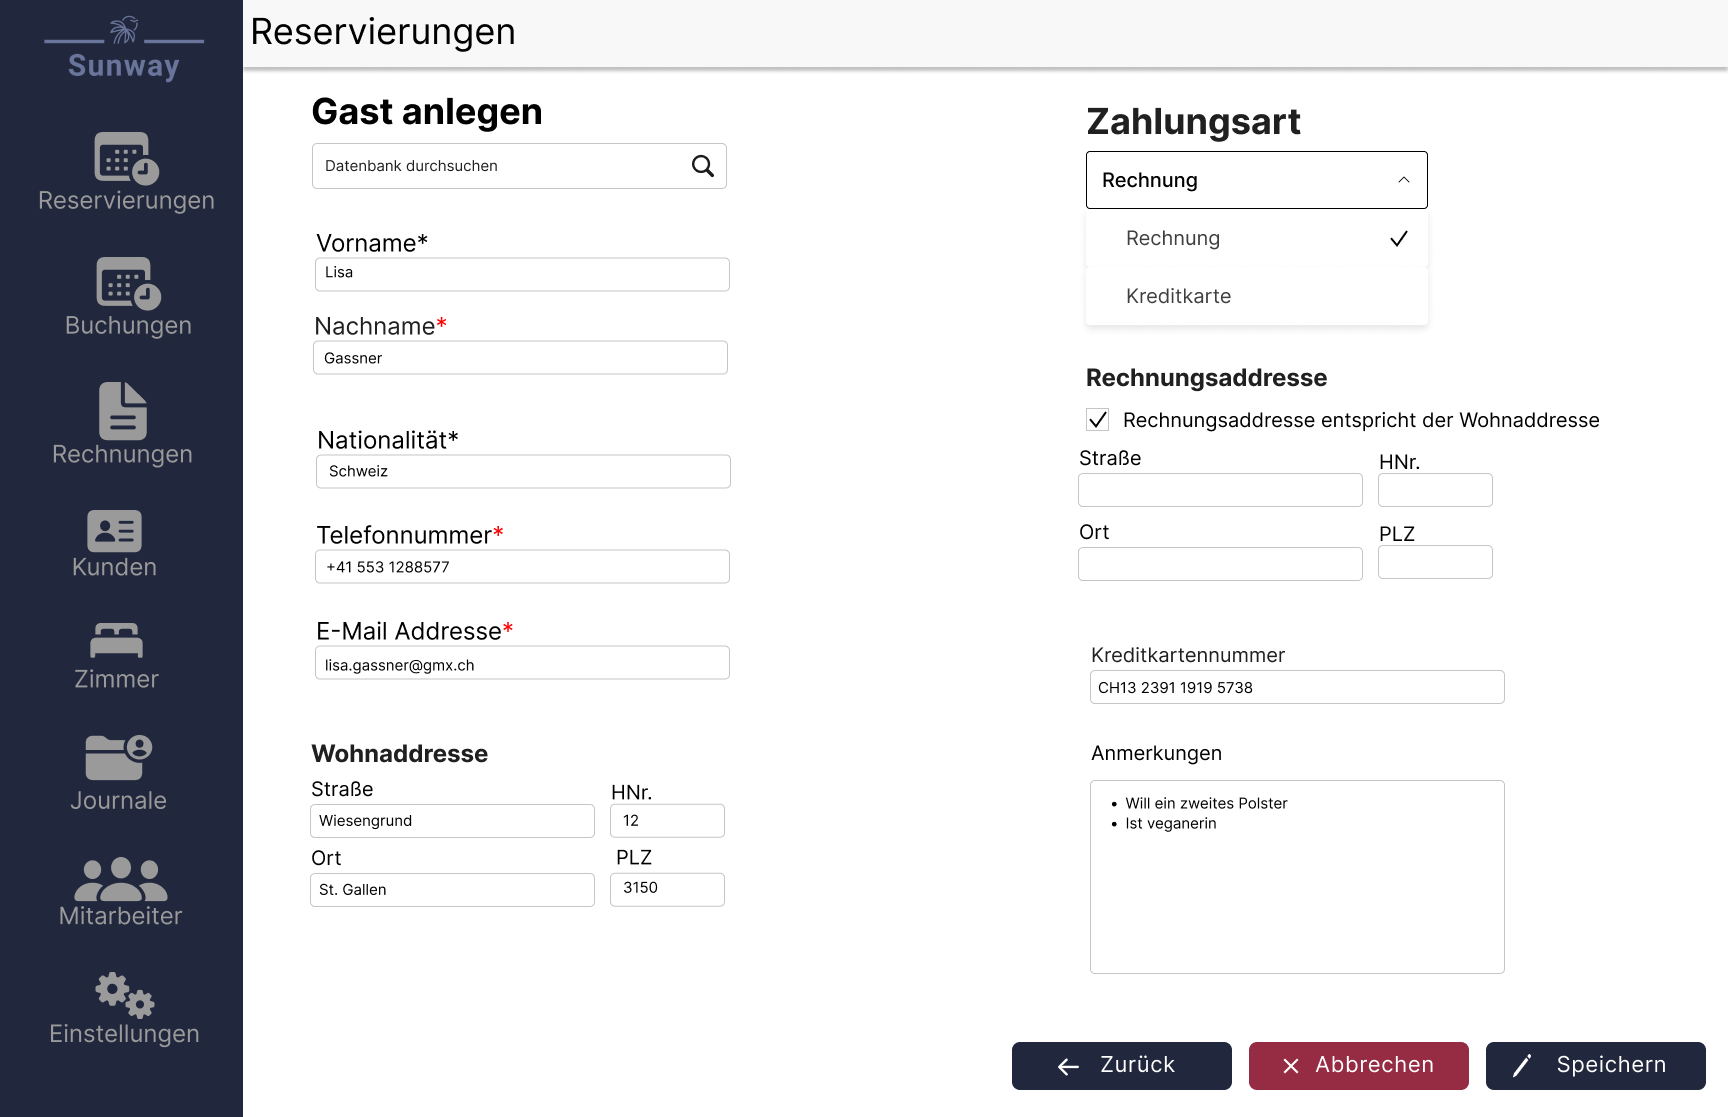 Sunway
Reservierungen
Buchungen
Rechnungen
Kunden
Zimmer
Journale
Mitarbeiter
Einstellungen
Reservierungen
Gast anlegen
Datenbank durchsuchen
Vorname*
Lisa
Nachname*
Gassner
Nationalität*
Schweiz
Telefonnummer*
+41 553 1288577
E-Mail Addresse*
lisa.gassner@gmx.ch
Wohnaddresse
Straße HNr.
Wiesengrund 12
Ort PLZ
St. Gallen 3150
Zahlungsart
Rechnung
Rechnung
Kreditkarte
Rechnungsaddresse
Rechnungsaddresse entspricht der Wohnaddresse
Straße HNr.
Ort PLZ
Kreditkartennummer
CH13 2391 1919 5738
Anmerkungen
• Will ein zweites Polster
• Ist veganerin
Zurück Abbrechen Speichern